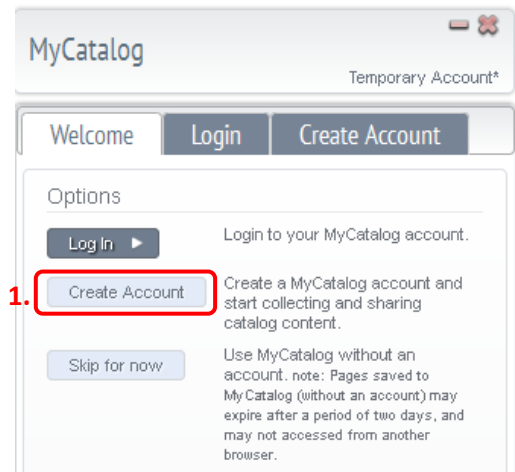 MyCatalog
Temporary Account*
Welcome
Login
Create Account
Options
Log In
Login to your MyCatalog account.
1.
Create Account
Create a MyCatalog account and
start collecting and sharing
catalog content.
Skip for now
Use MyCatalog without an
account. note: Pages saved to
MyCatalog (without an account) may
expire after a period of two days, and
may not accessed from another
browser.